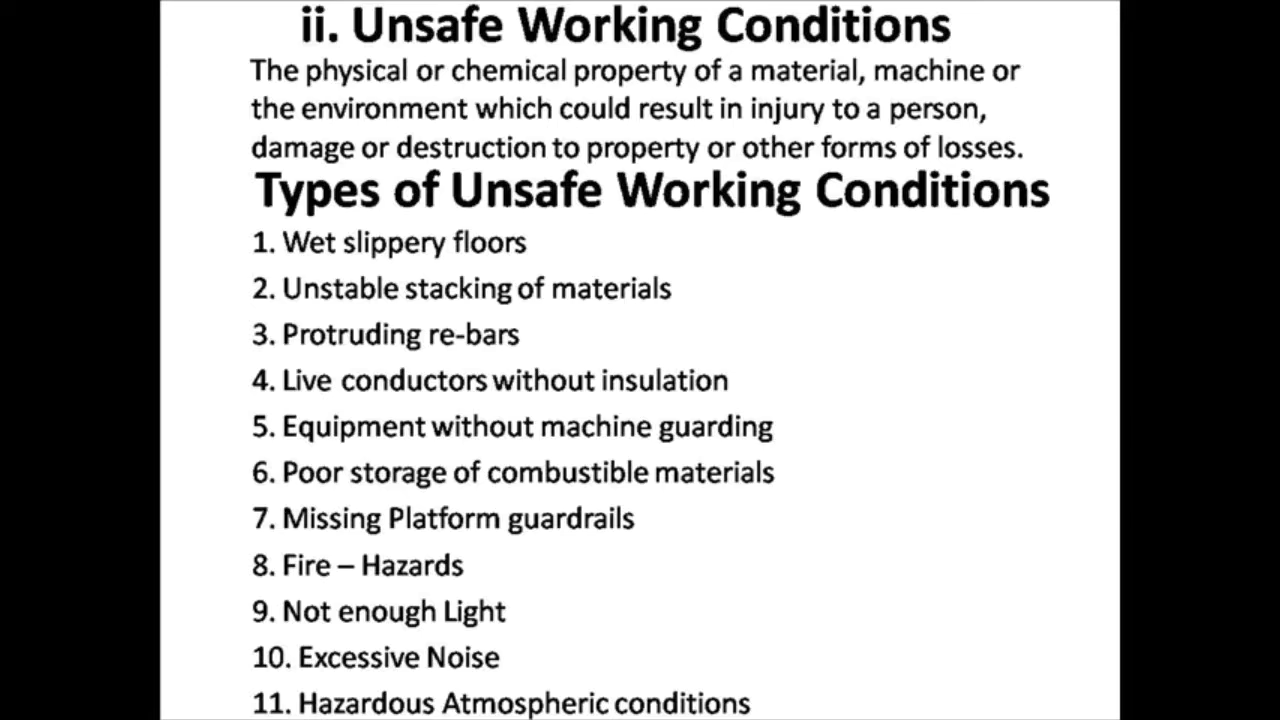 ii. Unsafe Working Conditions
The physical or chemical property of a material, machine or
the environment which could result in injury to a person,
damage or destruction to property or other forms of losses.
Types of Unsafe Working Conditions
1. Wet slippery floors
2. Unstable stacking of materials
3. Protruding re-bars
4. Live conductors without insulation
5. Equipment without machine guarding
6. Poor storage of combustible materials
7. Missing Platform guardrails
8. Fire – Hazards
9. Not enough Light
10. Excessive Noise
11. Hazardous Atmospheric conditions